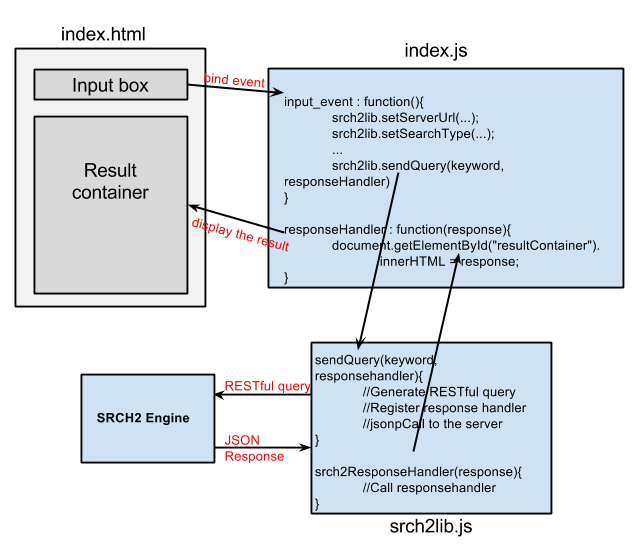 index.html
Input box
Result
container
bind event
display the result
index.js
input_event : function(){
srch2lib.setServerUrl(...);
srch2lib.setSearchType(...);
...
srch2lib.sendQuery(keyword,
responseHandler)
}
responseHandler : function(response){
document.getElementById("resultContainer").
innerHTML = response;
}
SRCH2 Engine
RESTful query
JSON
Response
sendQuery(keyword,
responsehandler){
//Generate RESTful query
//Register response handler
//jsonpCall to the server
}
srch2ResponseHandler(response){
//Call responsehandler
}
srch2lib.js